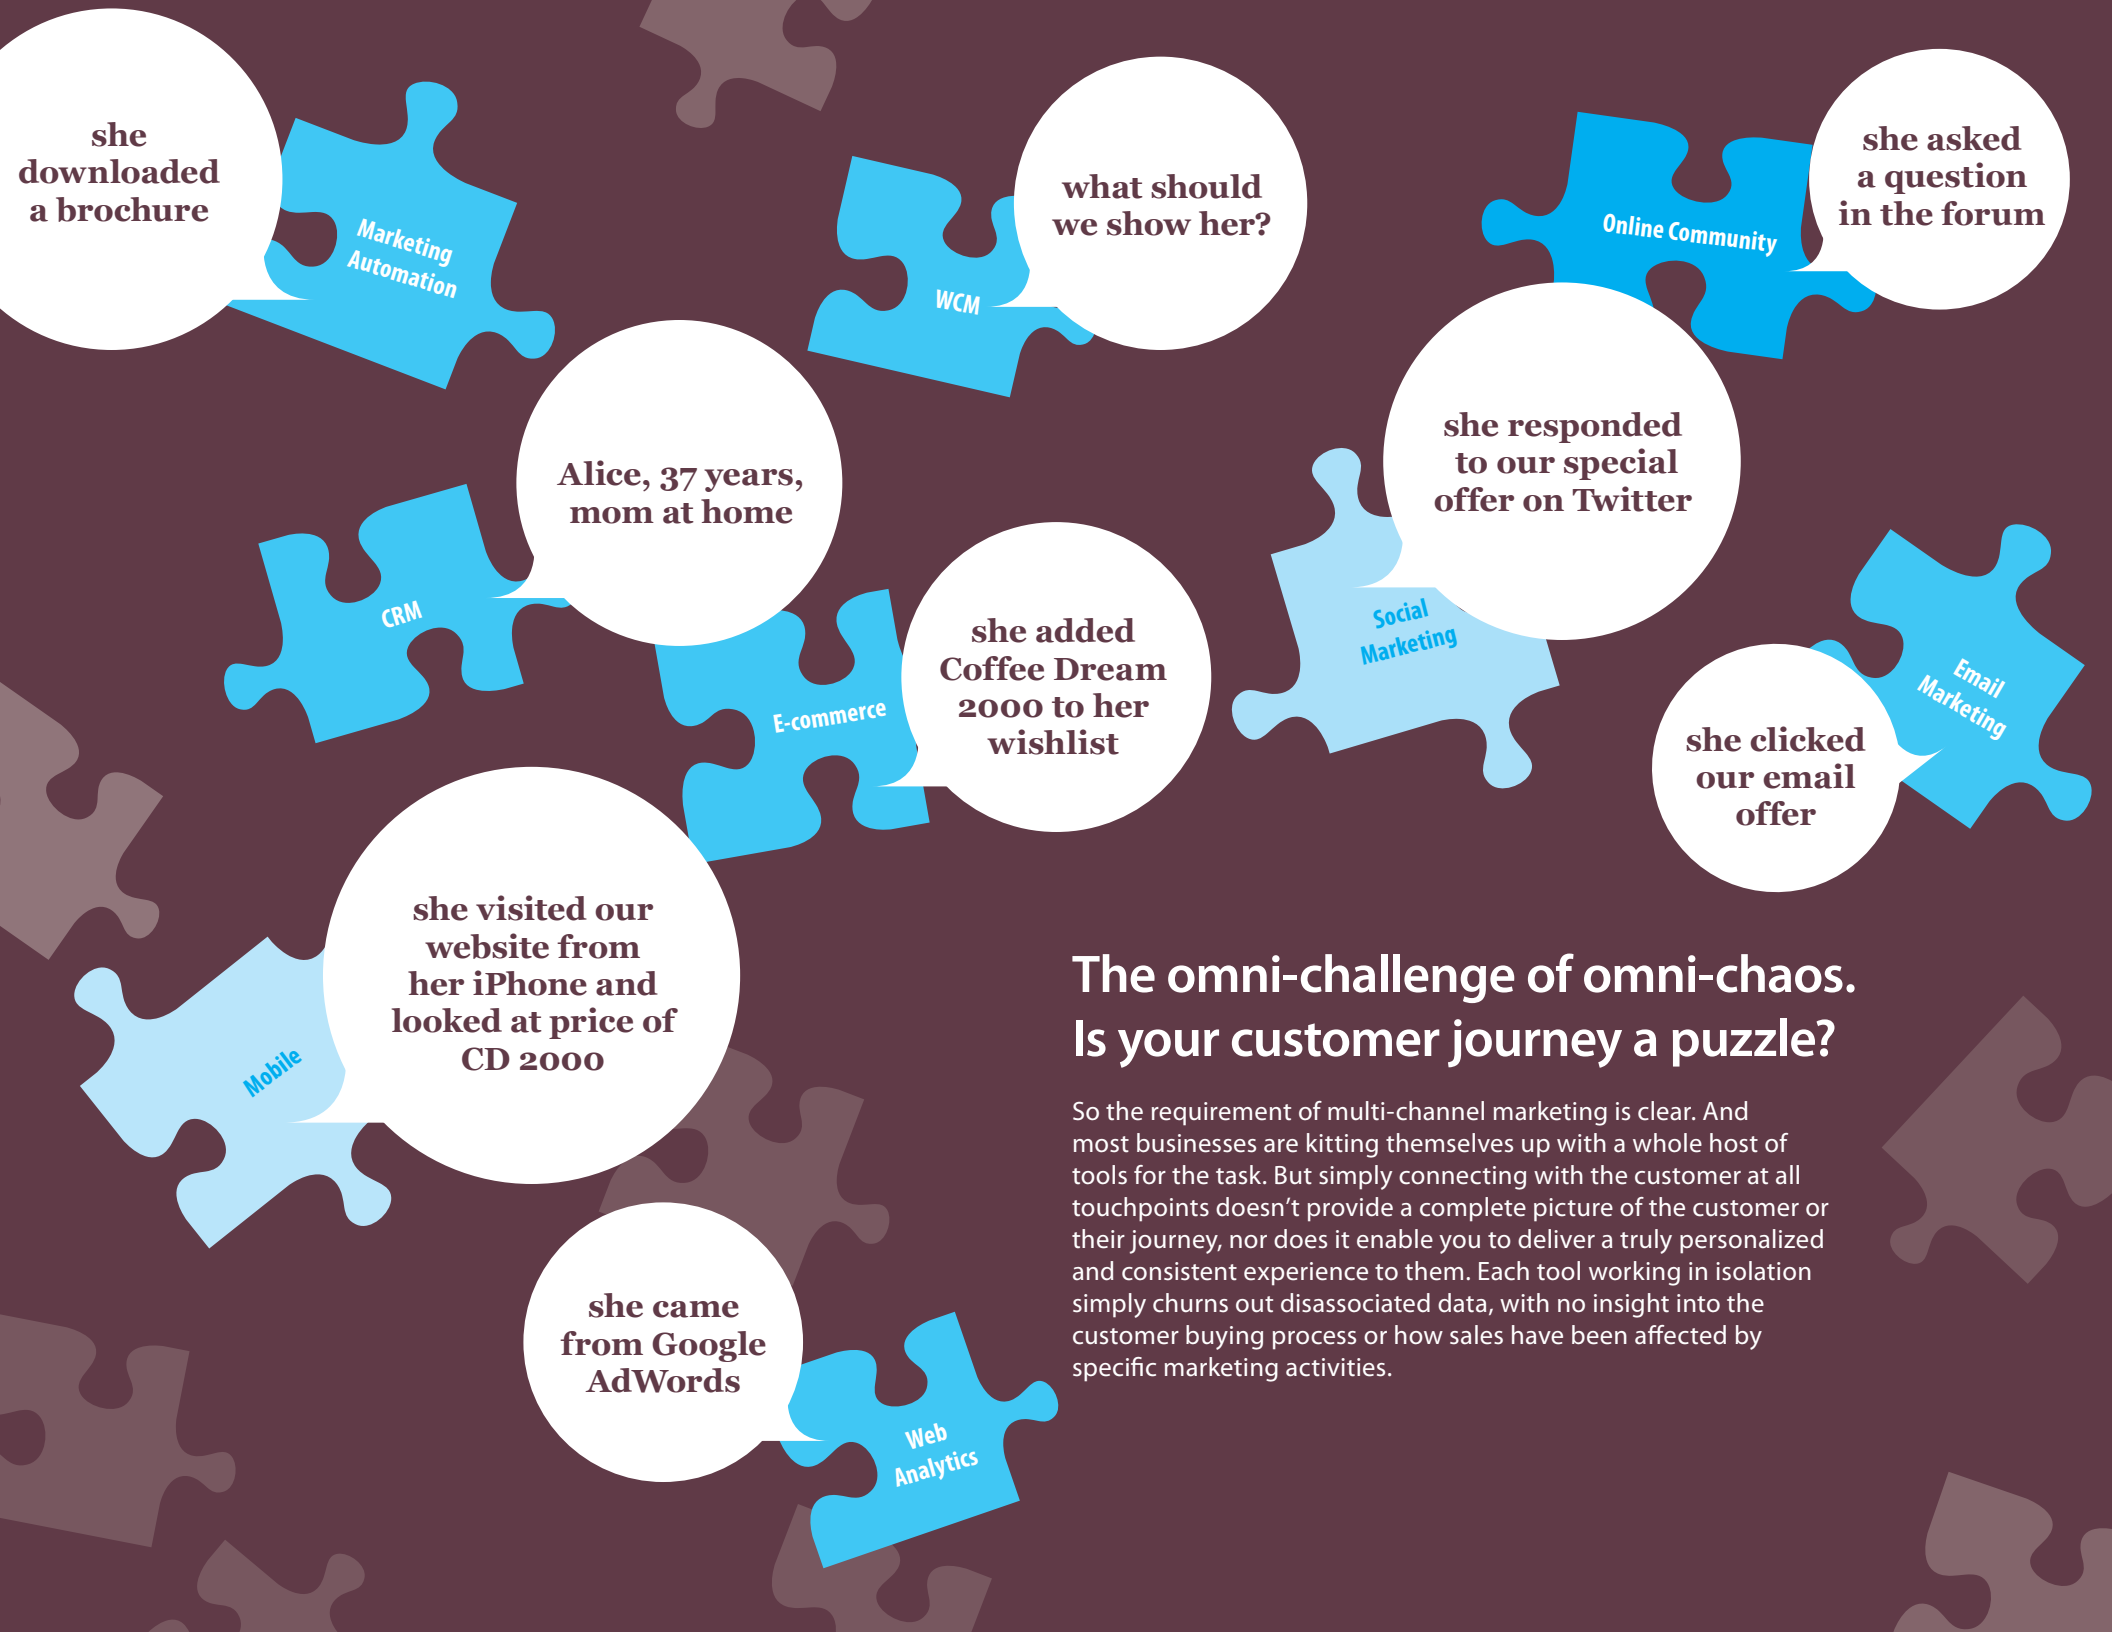 she
downloaded
a brochure
Marketing
Automation
what should
we show her?
WCM
she asked
a question
in the forum
Online Community
Alice, 37 years,
mom at home
CRM
she responded
to our special
offer on Twitter
Social
Marketing
she added
Coffee Dream
2000 to her
wishlist
E-commerce
Email
Marketing
she clicked
our email
offer
she visited our
website from
her iPhone and
looked at price of
CD 2000
Mobile
she came
from Google
AdWords
Web
Analytics
The omni-challenge of omni-chaos.
Is your customer journey a puzzle?
So the requirement of multi-channel marketing is clear. And
most businesses are kitting themselves up with a whole host of
tools for the task. But simply connecting with the customer at all
touchpoints doesn’t provide a complete picture of the customer or
their journey, nor does it enable you to deliver a truly personalized
and consistent experience to them. Each tool working in isolation
simply churns out disassociated data, with no insight into the
customer buying process or how sales have been affected by
specific marketing activities.